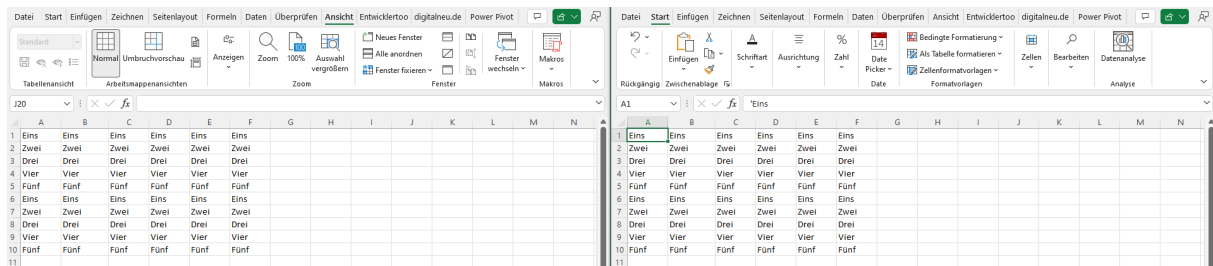 Datei Start Einfügen Zeichnen Seitenlayout Formeln Daten Überprüfen Ansicht Entwicklertoo digitalneu.de Power Pivot
Standard
Normal Umbruchvorschau
Anzeigen
Zoom 100% Auswahl vergrößern
Neues Fenster
Alle anordnen
Fenster fixieren
Fenster wechseln
Makros
Tabellenansicht Arbeitsmappenansichten Zoom Fenster Makros
J20 fx
A B C D E F G H I J K L M N
1 Eins Eins Eins Eins Eins Eins
2 Zwei Zwei Zwei Zwei Zwei Zwei
3 Drei Drei Drei Drei Drei Drei
4 Vier Vier Vier Vier Vier Vier
5 Fünf Fünf Fünf Fünf Fünf Fünf
6 Eins Eins Eins Eins Eins Eins
7 Zwei Zwei Zwei Zwei Zwei Zwei
8 Drei Drei Drei Drei Drei Drei
9 Vier Vier Vier Vier Vier Vier
10 Fünf Fünf Fünf Fünf Fünf Fünf
11
Datei Start Einfügen Zeichnen Seitenlayout Formeln Daten Überprüfen Ansicht Entwicklertoo digitalneu.de Power Pivot
Einfügen
A Schriftart
Ausrichtung
% Zahl
14 Date Picker
Bedingte Formatierung
Als Tabelle formatieren
Zellenformatvorlagen
Zellen Bearbeiten Datenanalyse
Rückgängig Zwischenablage Date Formatvorlagen Analyse
A1 fx 'Eins
A B C D E F G H I J K L M N
1 Eins Eins Eins Eins Eins Eins
2 Zwei Zwei Zwei Zwei Zwei Zwei
3 Drei Drei Drei Drei Drei Drei
4 Vier Vier Vier Vier Vier Vier
5 Fünf Fünf Fünf Fünf Fünf Fünf
6 Eins Eins Eins Eins Eins Eins
7 Zwei Zwei Zwei Zwei Zwei Zwei
8 Drei Drei Drei Drei Drei Drei
9 Vier Vier Vier Vier Vier Vier
10 Fünf Fünf Fünf Fünf Fünf Fünf
11